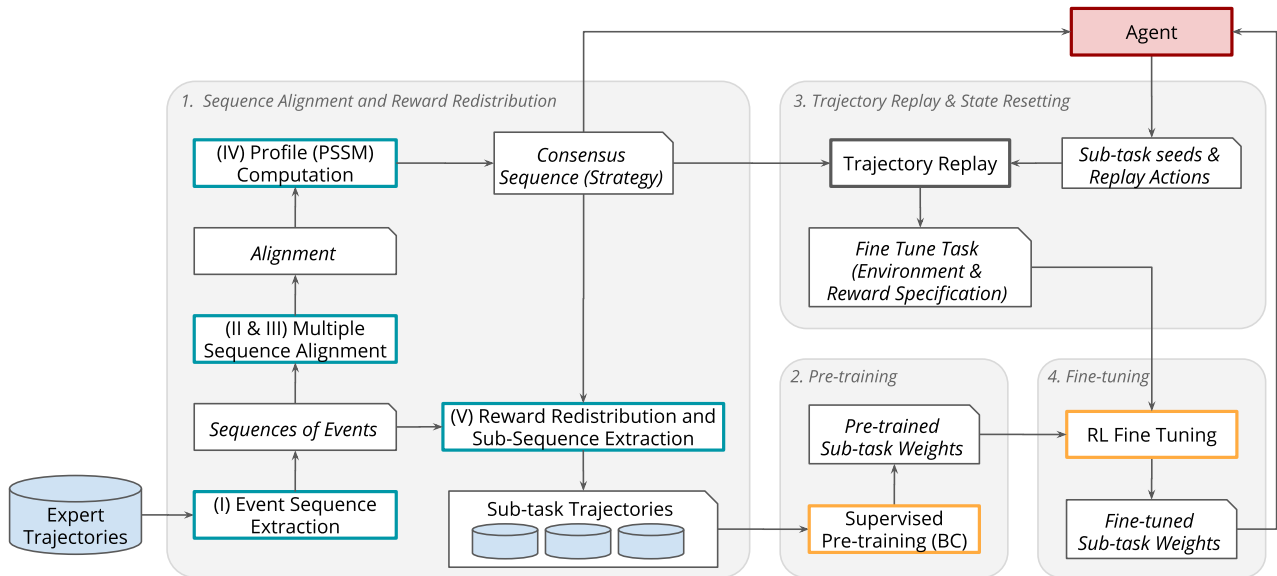 Agent
1.  Sequence Alignment and Reward Redistribution
(IV) Profile (PSSM)
Computation
Consensus
Sequence (Strategy)
Alignment
(II & III) Multiple
Sequence Alignment
Sequences of Events
(V) Reward Redistribution and
Sub-Sequence Extraction
Expert
Trajectories
(I) Event Sequence
Extraction
Sub-task Trajectories
3. Trajectory Replay & State Resetting
Trajectory Replay
Sub-task seeds &
Replay Actions
Fine Tune Task
(Environment &
Reward Specification)
2. Pre-training
Pre-trained
Sub-task Weights
Supervised
Pre-training (BC)
4. Fine-tuning
RL Fine Tuning
Fine-tuned
Sub-task Weights